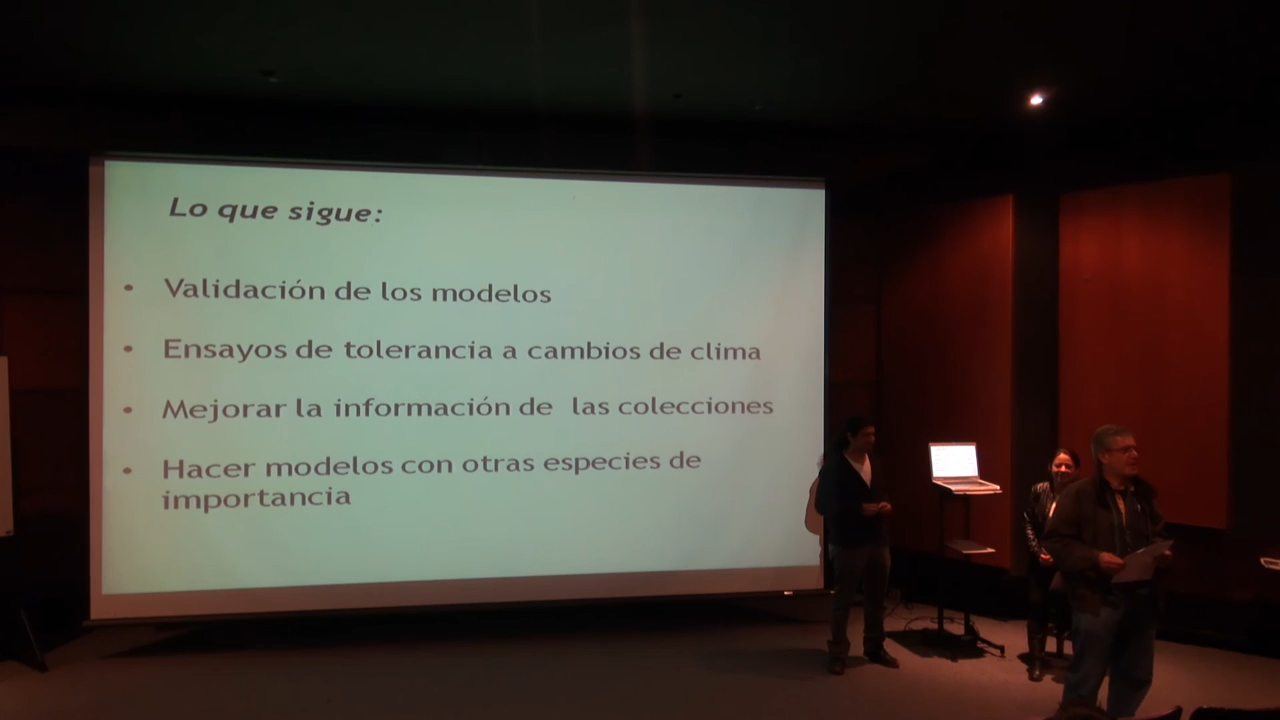 Lo que sigue:
• Validación de los modelos
• Ensayos de tolerancia a cambios de clima
• Mejorar la información de las colecciones
• Hacer modelos con otras especies de
importancia